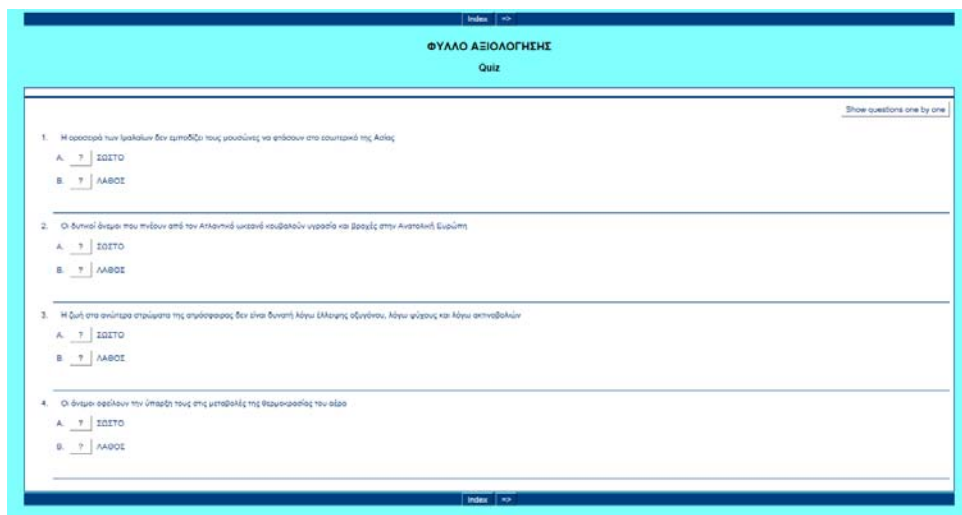 Index =>
ΦΥΛΛΟ ΑΞΙΟΛΟΓΗΣΗΣ
Quiz
Show questions one by one
1. Η οροσειρά των Ιμαλαΐων δεν εμποδίζει τους μουσώνες να φτάσουν στο εσωτερικό της Ασίας
A. ? ΣΩΣΤΟ
B. ? ΛΑΘΟΣ
2. Οι δυτικοί άνεμοι που πνέουν από τον Ατλαντικό ωκεανό κουβαλούν υγρασία και βροχές στην Ανατολική Ευρώπη
A. ? ΣΩΣΤΟ
B. ? ΛΑΘΟΣ
3. Η ζωή στα ανώτερα στρώματα της ατμόσφαιρας δεν είναι δυνατή λόγω έλλειψης οξυγόνου, λόγω ψύχους και λόγω ακτινοβολιών
A. ? ΣΩΣΤΟ
B. ? ΛΑΘΟΣ
4. Οι άνεμοι οφείλουν την ύπαρξη τους στις μεταβολές της θερμοκρασίας του αέρα
A. ? ΣΩΣΤΟ
B. ? ΛΑΘΟΣ
Index =>